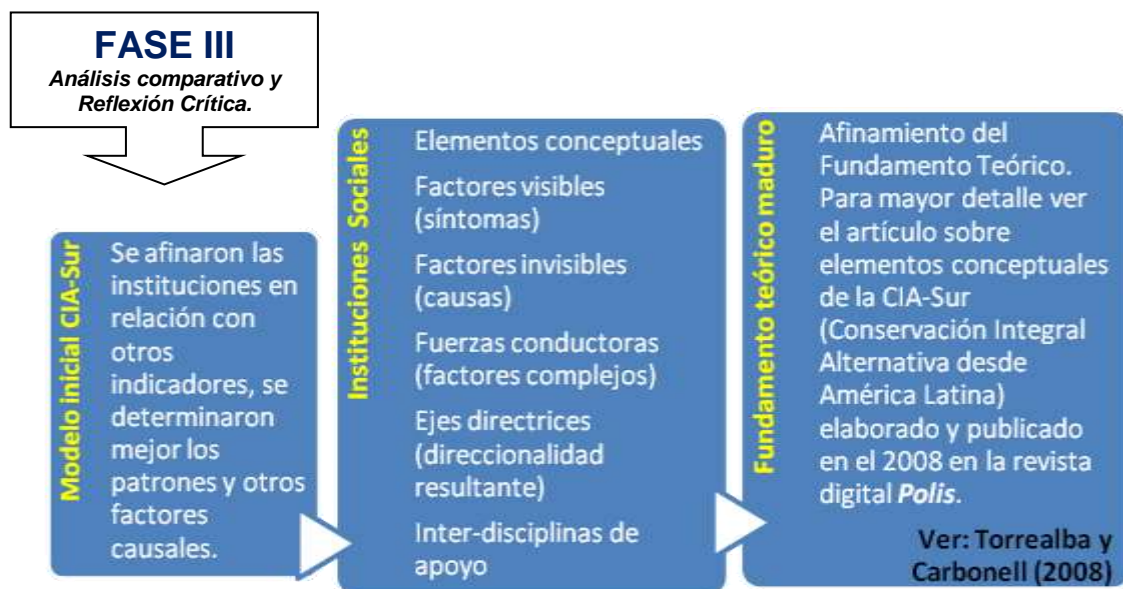 FASE III
Análisis comparativo y
Reflexión Crítica.
Modelo inicial CIA-Sur
Se afinaron las
instituciones en
relación con
otros
indicadores, se
determinaron
mejor los
patrones y otros
factores
causales.
Instituciones Sociales
Elementos conceptuales
Factores visibles
(síntomas)
Factores invisibles
(causas)
Fuerzas conductoras
(factores complejos)
Ejes directrices
(direccionalidad
resultante)
Inter-disciplinas de
apoyo
Fundamento teórico maduro
Afinamiento del
Fundamento Teórico.
Para mayor detalle ver
el artículo sobre
elementos conceptuales
de la CIA-Sur
(Conservación Integral
Alternativa desde
América Latina)
elaborado y publicado
en el 2008 en la revista
digital Polis.
Ver: Torrealba y
Carbonell (2008)